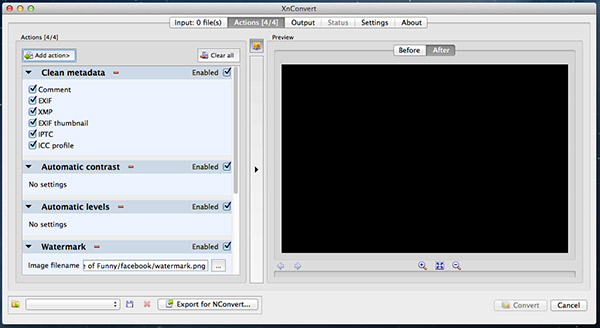 XnConvert
Input: 0 file(s) Actions [4/4] Output Status Settings About
Actions [4/4]
Add action>
Clear all
Clean metadata Enabled
Comment
EXIF
XMP
EXIF thumbnail
IPTC
ICC profile
Automatic contrast Enabled
No settings
Automatic levels Enabled
No settings
Watermark Enabled
Image filename e of Funny/facebook/watermark.png ...
Preview
Before After
Export for NConvert...
Convert Cancel